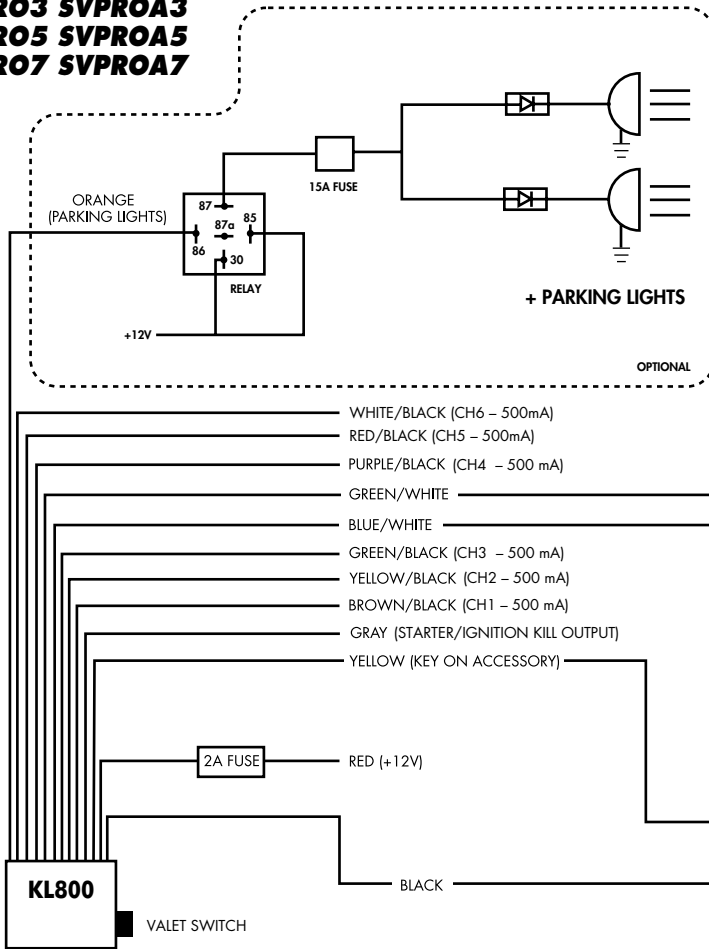 RO3 SVPROA3
RO5 SVPROA5
RO7 SVPROA7
15A FUSE
ORANGE
(PARKING LIGHTS)
87
87a
85
86
30
RELAY
+ PARKING LIGHTS
+12V
OPTIONAL
WHITE/BLACK (CH6 – 500mA)
RED/BLACK (CH5 – 500mA)
PURPLE/BLACK (CH4 – 500 mA)
GREEN/WHITE
BLUE/WHITE
GREEN/BLACK (CH3 – 500 mA)
YELLOW/BLACK (CH2 – 500 mA)
BROWN/BLACK (CH1 – 500 mA)
GRAY (STARTER/IGNITION KILL OUTPUT)
YELLOW (KEY ON ACCESSORY)
2A FUSE
RED (+12V)
KL800
BLACK
VALET SWITCH